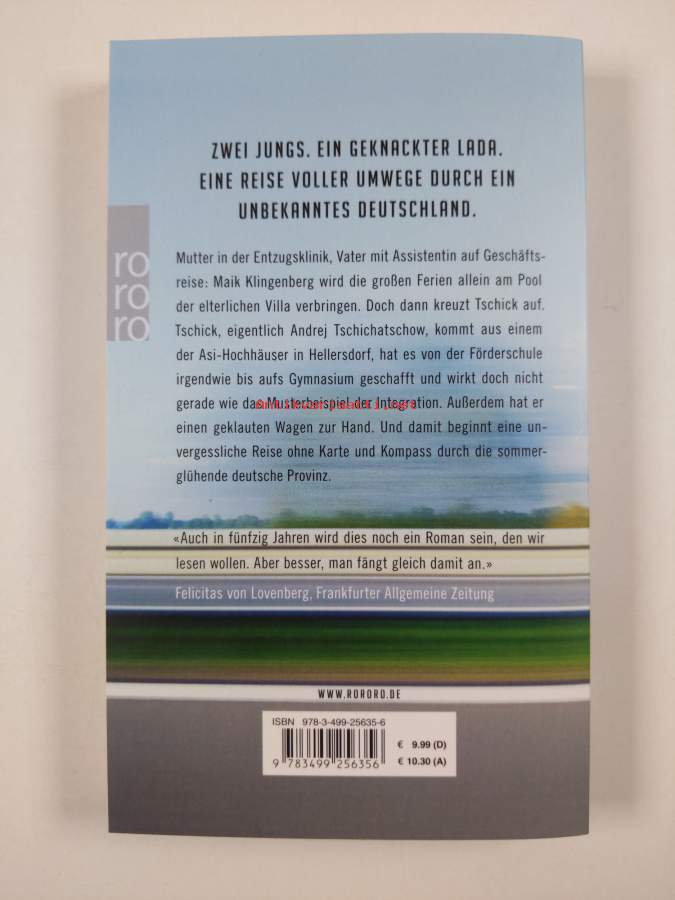 ZWEI JUNGS. EIN GEKNACKTER LADA.
EINE REISE VOLLER UMWEGE DURCH EIN
UNBEKANNTES DEUTSCHLAND.
ro
ro
ro
Mutter in der Entzugsklinik, Vater mit Assistentin auf Geschäfts-
reise: Maik Klingenberg wird die großen Ferien allein am Pool
der elterlichen Villa verbringen. Doch dann kreuzt Tschick auf.
Tschick, eigentlich Andrej Tschichatschow, kommt aus einem
der Asi-Hochhäuser in Hellersdorf, hat es von der Förderschule
irgendwie bis aufs Gymnasium geschafft und wirkt doch nicht
gerade wie das Musterbeispiel der Integration. Außerdem hat er
einen geklauten Wagen zur Hand. Und damit beginnt eine un-
vergessliche Reise ohne Karte und Kompass durch die sommer-
glühende deutsche Provinz.
«Auch in fünfzig Jahren wird dies noch ein Roman sein, den wir
lesen wollen. Aber besser, man fängt gleich damit an.»
Felicitas von Lovenberg, Frankfurter Allgemeine Zeitung
WWW.RORORO.DE
ISBN 978-3-499-25635-6
€ 9.99 (D)
€ 10.30 (A)
9 783499 256356